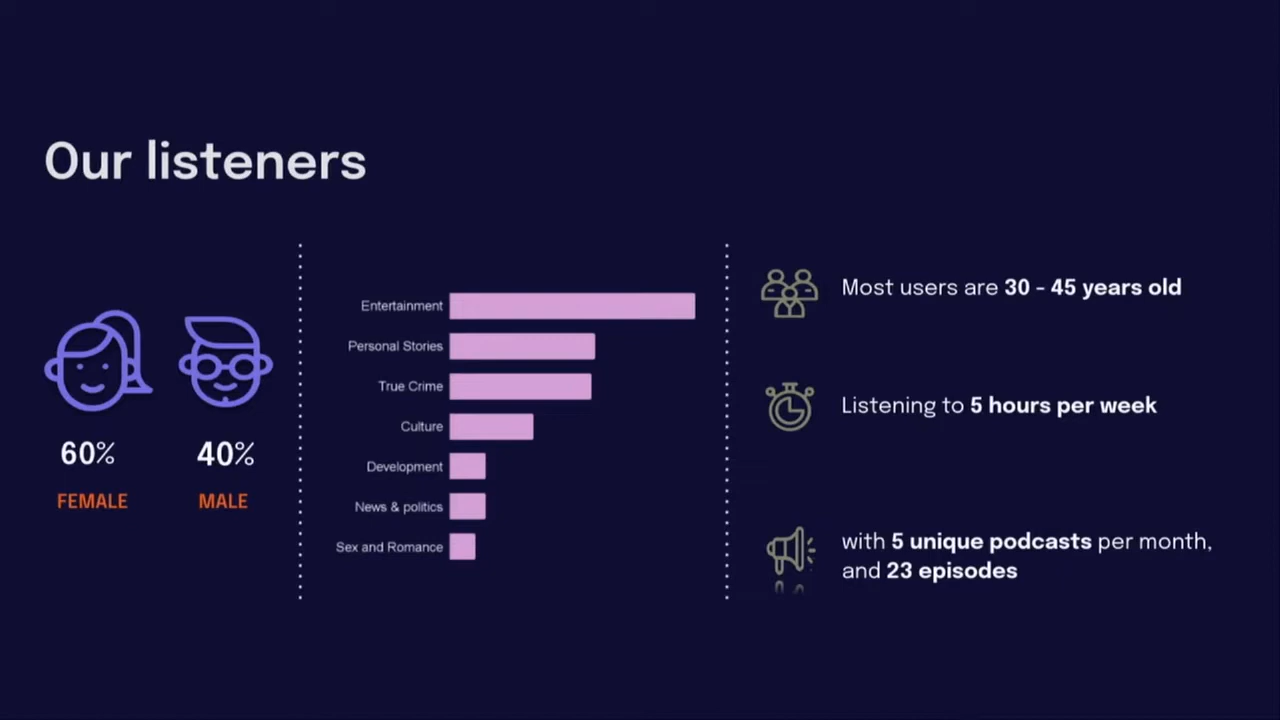 Our listeners
60%
FEMALE
40%
MALE
Entertainment
Personal Stories
True Crime
Culture
Development
News & politics
Sex and Romance
Most users are 30 - 45 years old
Listening to 5 hours per week
with 5 unique podcasts per month,
and 23 episodes